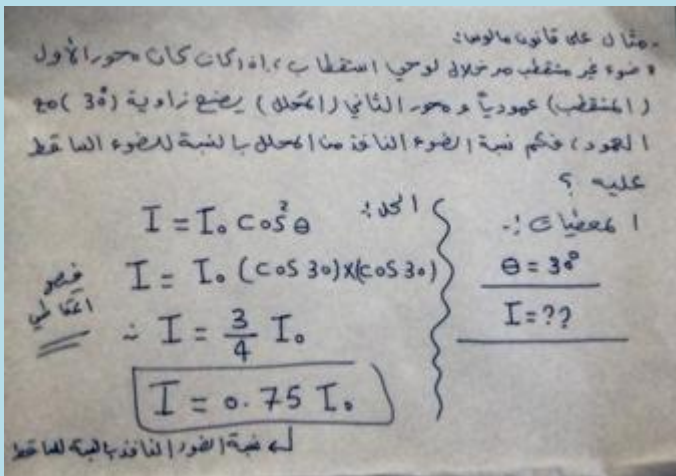 مثال على قانون مالوس:
ضوء غير مستقطب مر خلال لوحي استقطاب، إذا كان كان محور الأول
(المستقطب) عمودياً ومحور الثاني (المحلل) يصنع زاوية (30°) مع
العمود، فكم نسبة الضوء النافذ من المحلل بالنسبة للضوء الساقط
عليه ؟
المعطيات :-
θ = 30°
I = ??
الحل :
I = I₀ cos²θ
I = I₀ (cos 30)×(cos 30)
∴ I = 3/4 I₀
I = 0.75 I₀
نسبة الضوء النافذ بالنسبة للساقط